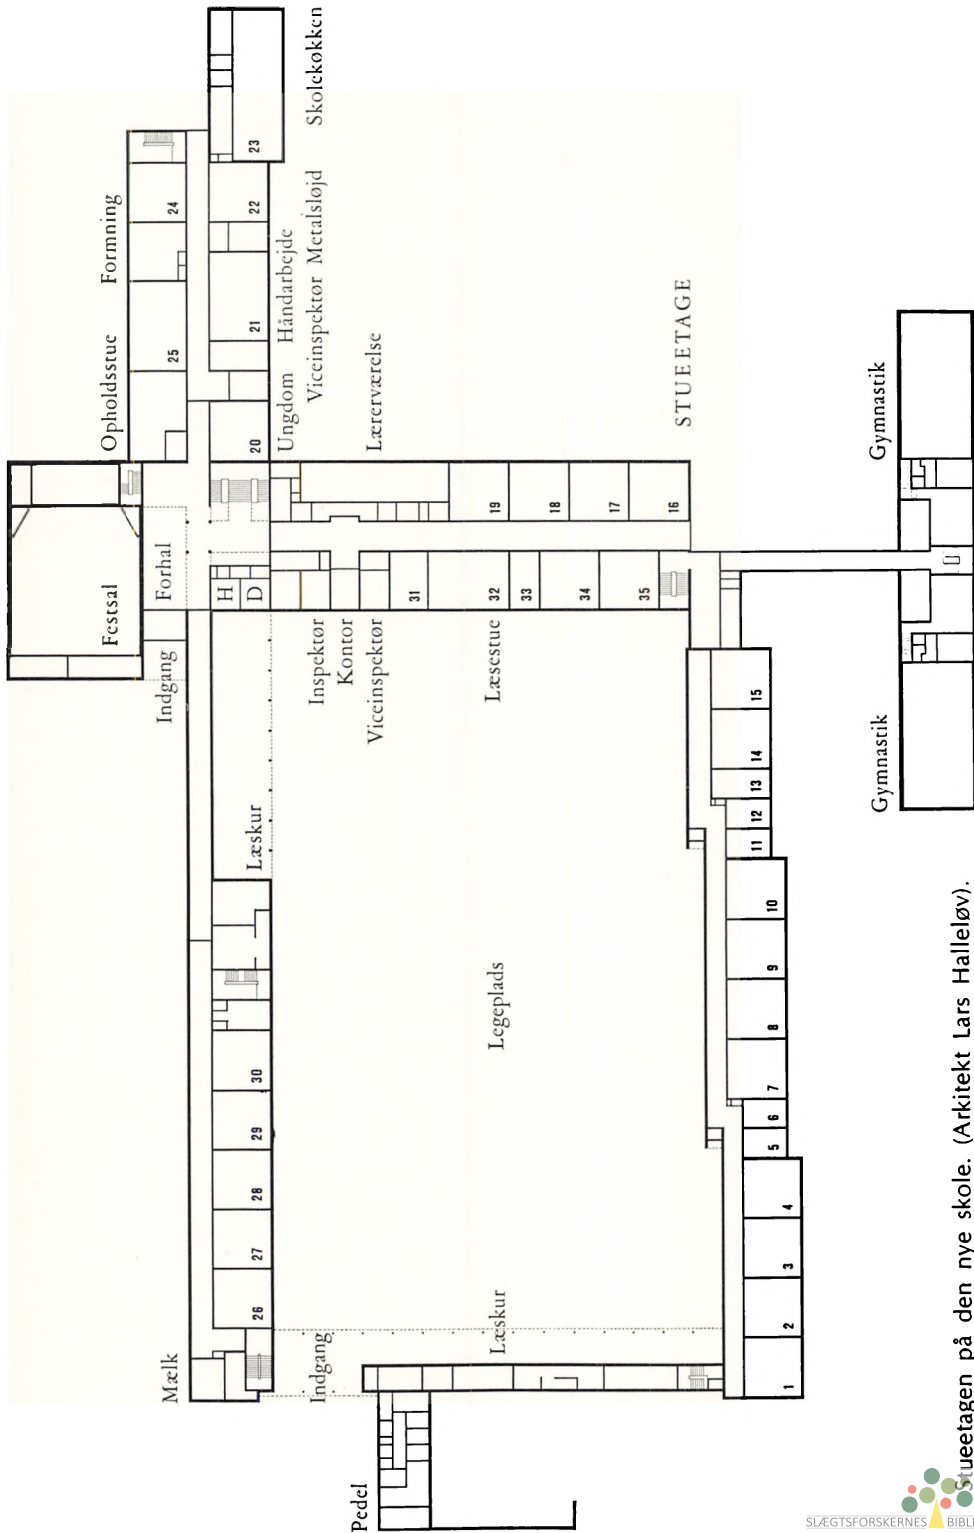 Festsal
Opholdsstue
Formning
Forhal
Indgang
H
D
25
24
20
21
22
23
Ungdom
Håndarbejde
Viceinspektør
Metalsløjd
Skolekøkken
Lærerværelse
Inspektør
Kontor
Viceinspektør
Læsestue
19
18
17
16
31
32
33
34
35
STUEETAGE
Mælk
Indgang
26
27
28
29
30
Læskur
Legeplads
Læskur
Pedel
1
2
3
4
5
6
7
8
9
10
11
12
13
14
15
Gymnastik
Gymnastik
Stueetagen på den nye skole. (Arkitekt Lars Halleløv).
SLÆGTSFORSKERNES BIBLI